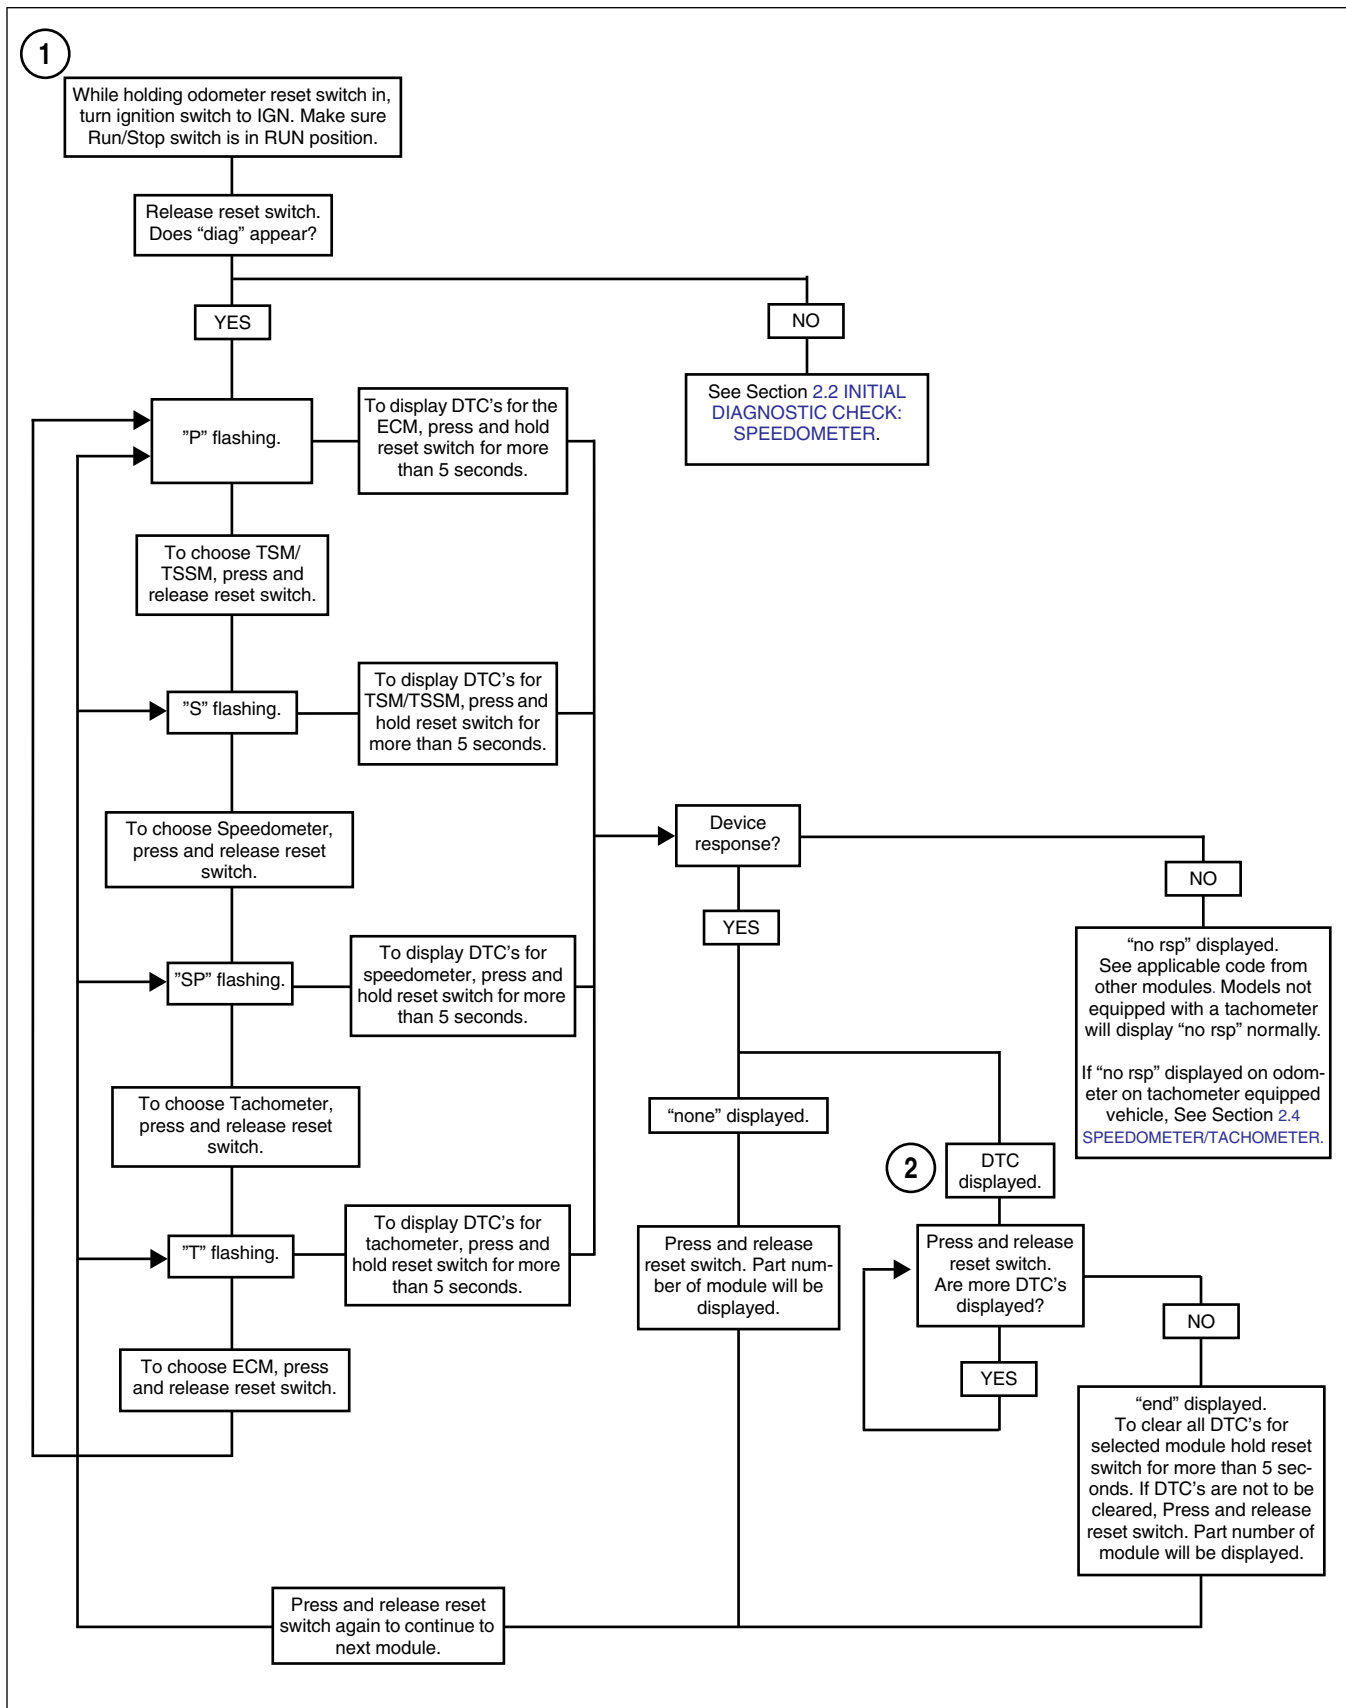 1
While holding odometer reset switch in,
turn ignition switch to IGN. Make sure
Run/Stop switch is in RUN position.
Release reset switch.
Does “diag” appear?
YES
NO
See Section 2.2 INITIAL
DIAGNOSTIC CHECK:
SPEEDOMETER.
”P” flashing.
To display DTC's for the
ECM, press and hold
reset switch for more
than 5 seconds.
To choose TSM/
TSSM, press and
release reset switch.
”S” flashing.
To display DTC's for
TSM/TSSM, press and
hold reset switch for
more than 5 seconds.
To choose Speedometer,
press and release reset
switch.
”SP” flashing.
To display DTC's for
speedometer, press and
hold reset switch for more
than 5 seconds.
To choose Tachometer,
press and release reset
switch.
”T” flashing.
To display DTC's for
tachometer, press and
hold reset switch for more
than 5 seconds.
To choose ECM, press
and release reset switch.
Device
response?
YES
NO
“no rsp” displayed.
See applicable code from
other modules. Models not
equipped with a tachometer
will display “no rsp” normally.
If “no rsp” displayed on odom-
eter on tachometer equipped
vehicle, See Section 2.4
SPEEDOMETER/TACHOMETER.
“none” displayed.
Press and release
reset switch. Part num-
ber of module will be
displayed.
2
DTC
displayed.
Press and release
reset switch.
Are more DTC's
displayed?
YES
NO
“end” displayed.
To clear all DTC's for
selected module hold reset
switch for more than 5 sec-
onds. If DTC's are not to be
cleared, Press and release
reset switch. Part number of
module will be displayed.
Press and release reset
switch again to continue to
next module.